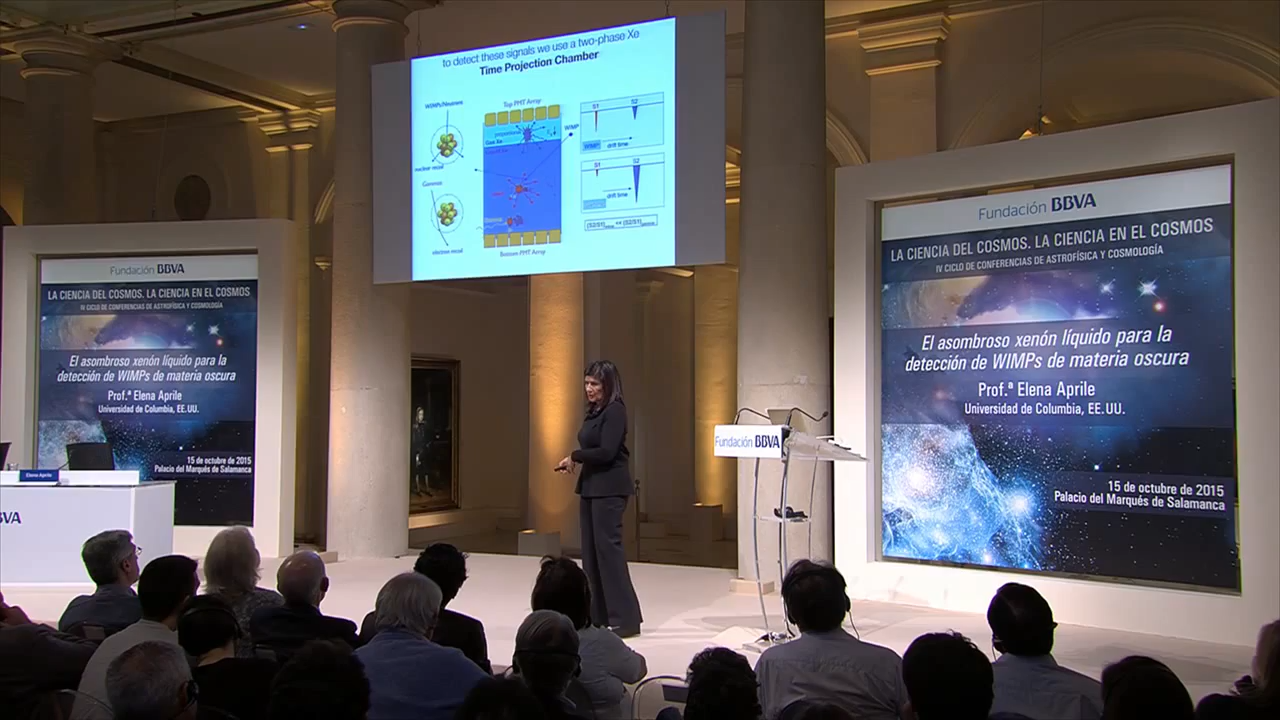 to detect these signals we use a two-phase Xe
Time Projection Chamber
WIMPs/Neutrons
nuclear recoil
Gammas
electron recoil
Top PMT Array
proportional
Gas Xe
WIMP
Bottom PMT Array
S1
S2
WIMP
drift time
S1
S2
drift time
Fundación BBVA
LA CIENCIA DEL COSMOS. LA CIENCIA EN EL COSMOS
IV CICLO DE CONFERENCIAS DE ASTROFÍSICA Y COSMOLOGÍA
El asombroso xenón líquido para la
detección de WIMPs de materia oscura
Prof.ª Elena Aprile
Universidad de Columbia, EE.UU.
15 de octubre de 2015
Palacio del Marqués de Salamanca
Elena Aprile
BVA
Fundación BBVA
Fundación BBVA
LA CIENCIA DEL COSMOS. LA CIENCIA EN EL COSMOS
IV CICLO DE CONFERENCIAS DE ASTROFÍSICA Y COSMOLOGÍA
El asombroso xenón líquido para la
detección de WIMPs de materia oscura
Prof.ª Elena Aprile
Universidad de Columbia, EE.UU.
15 de octubre de 2015
Palacio del Marqués de Salamanca